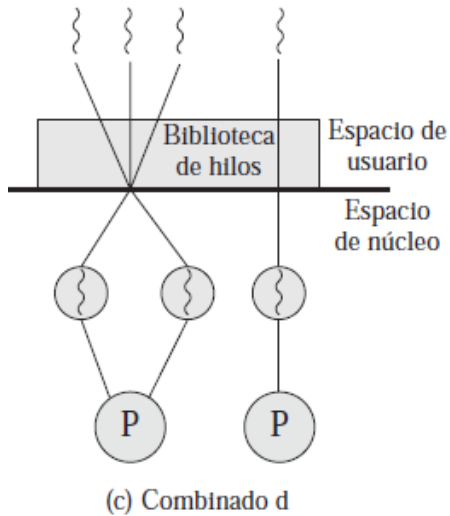 Biblioteca
de hilos
Espacio de
usuario
Espacio
de núcleo
P
P
(c) Combinado d